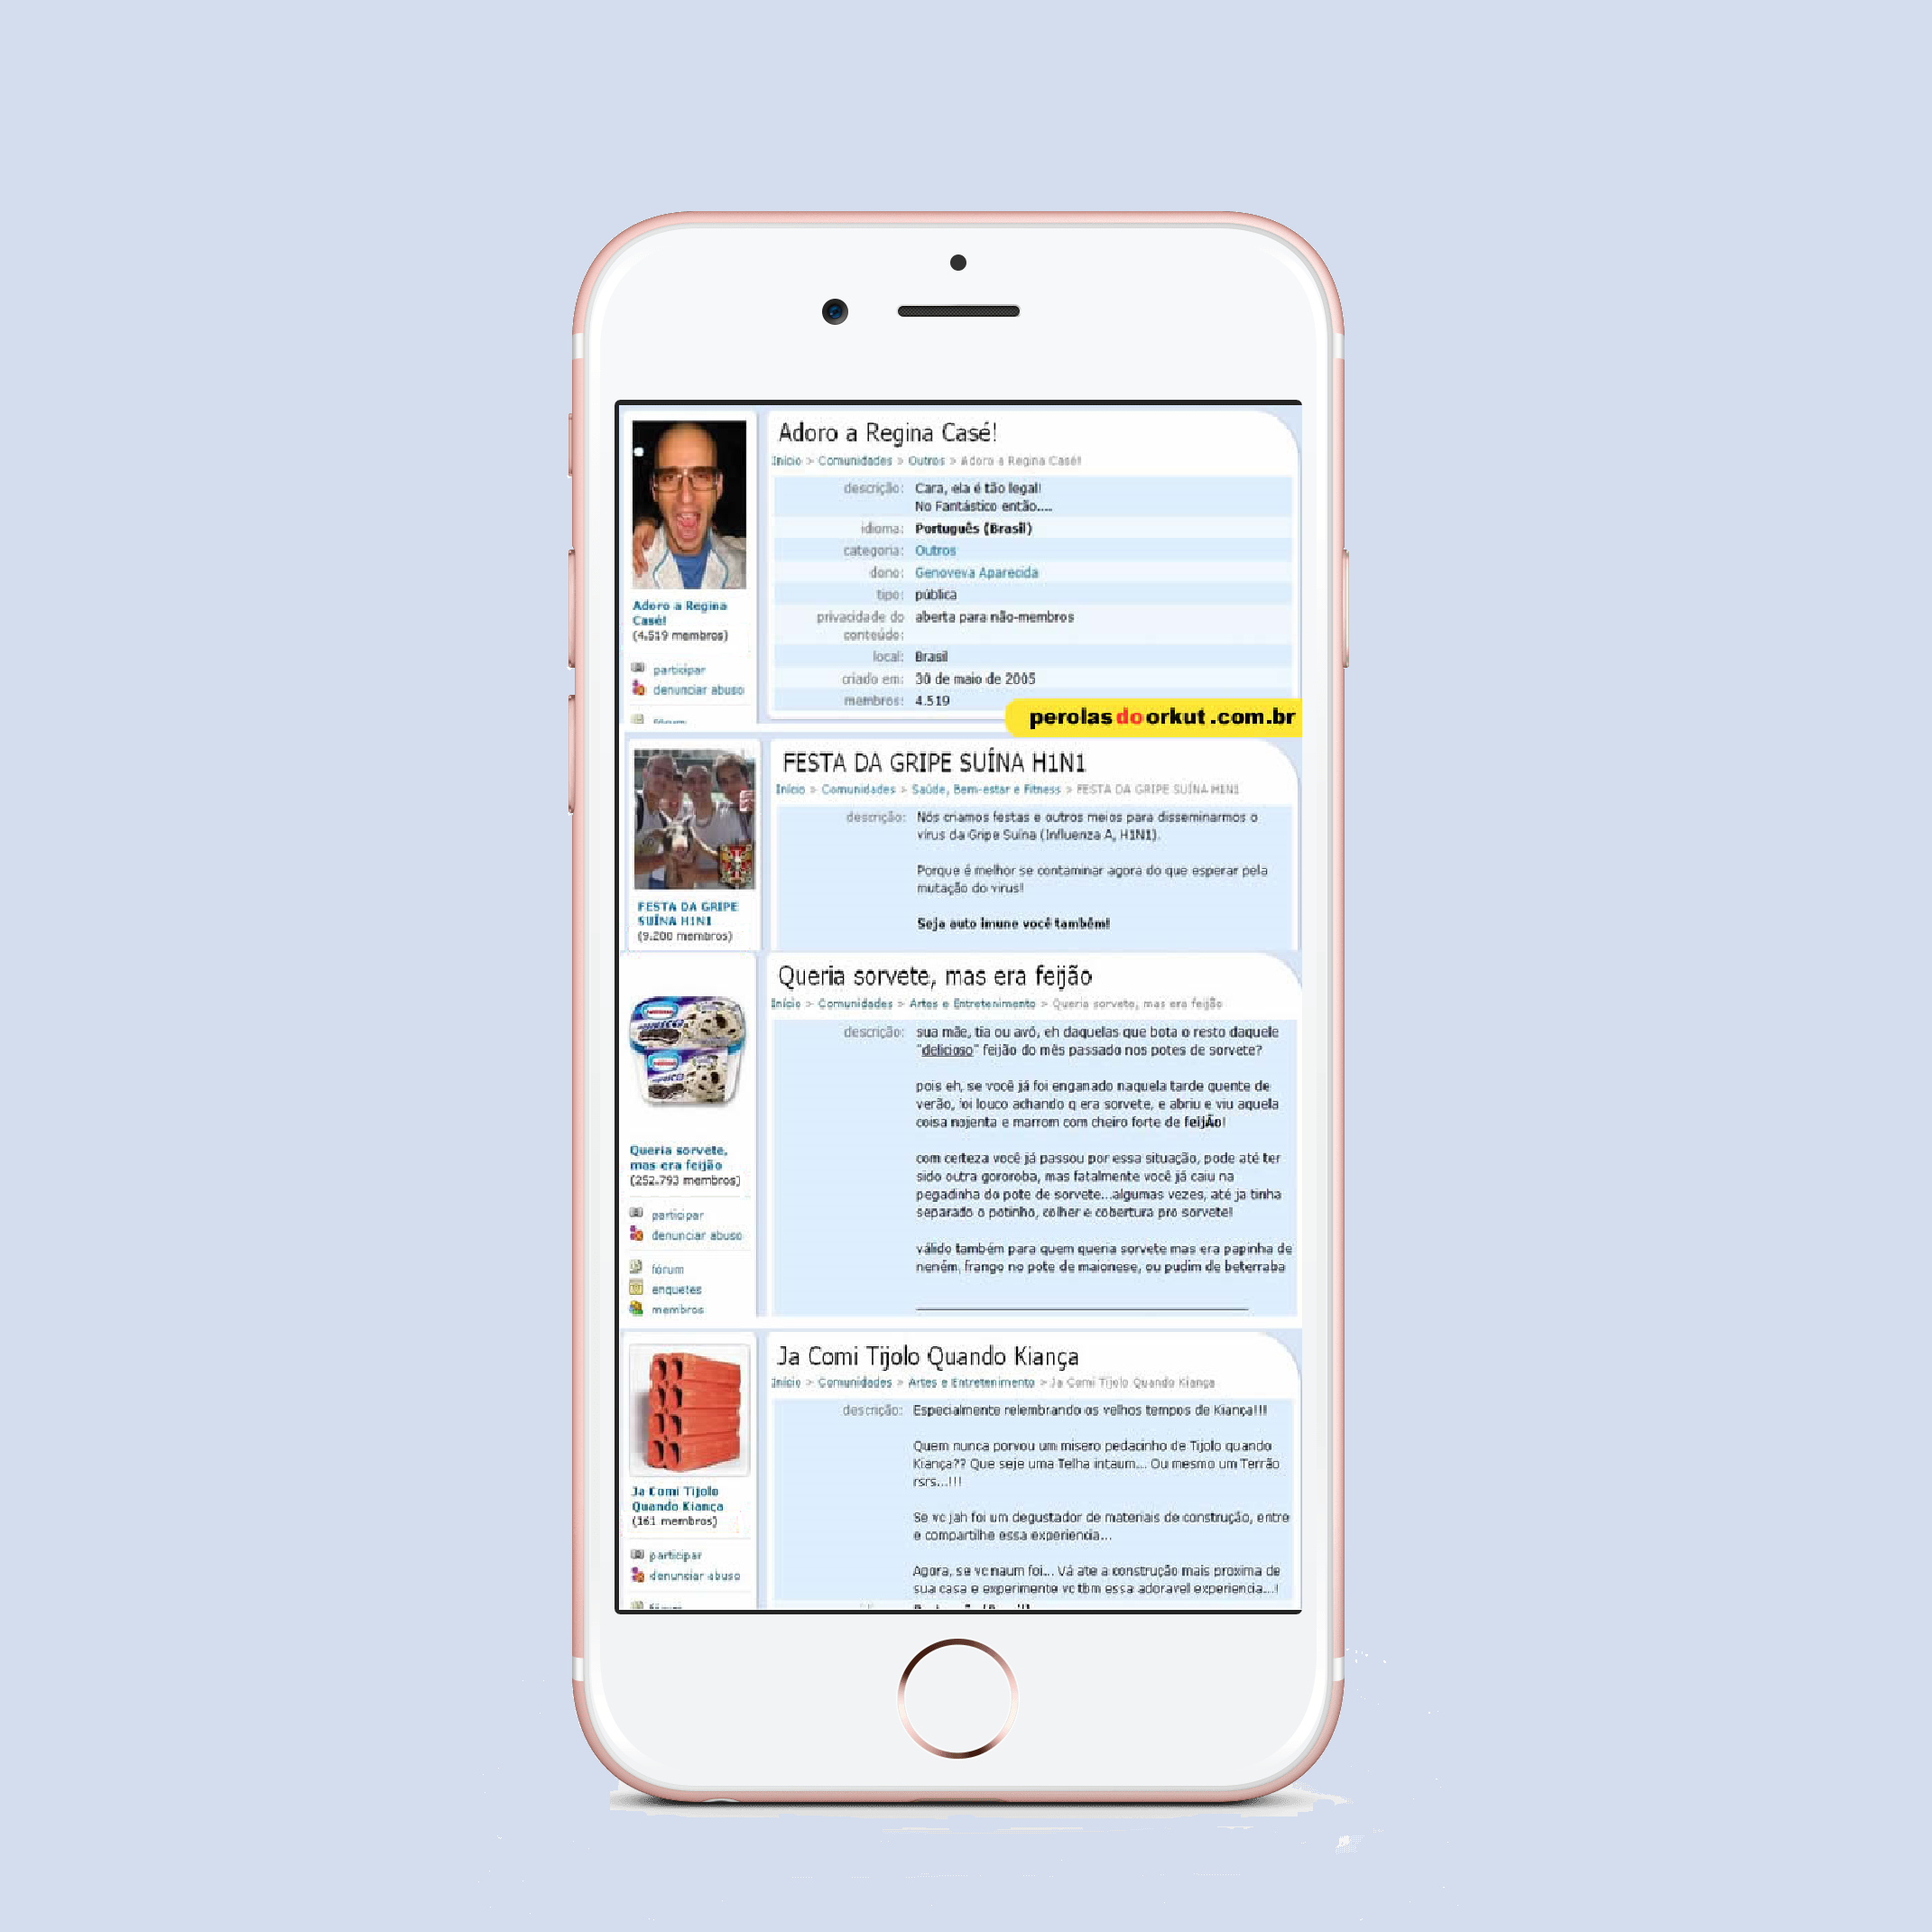 Adoro a Regina Casé!
Início > Comunidades > Outros > Adoro a Regina Casé!
descrição: Cara, ela é tão legal!
No Fantástico então....
idioma: Português (Brasil)
categoria: Outros
dono: Genoveva Aparecida
tipo: pública
privacidade do conteúdo: aberta para não-membros
local: Brasil
criado em: 30 de maio de 2005
membros: 4.519
Adoro a Regina
Casé!
(4.519 membros)
participar
denunciar abuso
fórum
perolasdoorkut.com.br
FESTA DA GRIPE SUÍNA H1N1
Início > Comunidades > Saúde, Bem-estar e Fitness > FESTA DA GRIPE SUÍNA H1N1
descrição: Nós criamos festas e outros meios para disseminarmos o
vírus da Gripe Suína (Influenza A, H1N1).
Porque é melhor se contaminar agora do que esperar pela
mutação do vírus!
Seja auto imune você também!
FESTA DA GRIPE
SUÍNA H1N1
(9.200 membros)
Queria sorvete, mas era feijão
Início > Comunidades > Artes e Entretenimento > Queria sorvete, mas era feijão
descrição: sua mãe, tia ou avó, eh daquelas que bota o resto daquele
"delicioso" feijão do mês passado nos potes de sorvete?
pois eh, se você já foi enganado naquela tarde quente de
verão, foi louco achando q era sorvete, e abriu e viu aquela
coisa nojenta e marrom com cheiro forte de feijÃo!
com certeza você já passou por essa situação, pode até ter
sido outra gororoba, mas fatalmente você já caiu na
pegadinha do pote de sorvete...algumas vezes, até ja tinha
separado o potinho, colher e cobertura pro sorvete!
válido também para quem queria sorvete mas era papinha de
neném, frango no pote de maionese, ou pudim de beterraba
Queria sorvete,
mas era feijão
(252.793 membros)
participar
denunciar abuso
fórum
enquetes
membros
Ja Comi Tijolo Quando Kiança
Início > Comunidades > Artes e Entretenimento > Ja Comi Tijolo Quando Kiança
descrição: Especialmente relembrando os velhos tempos de Kiança!!!
Quem nunca porvou um misero pedacinho de Tijolo quando
Kiança?? Que seje uma Telha intaum... Ou mesmo um Terrão
rsrs...!!!
Se vc jah foi um degustador de materiais de construção, entre
e compartilhe essa experiencia...
Agora, se vc naum foi... Vá ate a construção mais proxima de
sua casa e experimente vc tbm essa adoravel experiencia...!
Ja Comi Tijolo
Quando Kiança
(161 membros)
participar
denunciar abuso